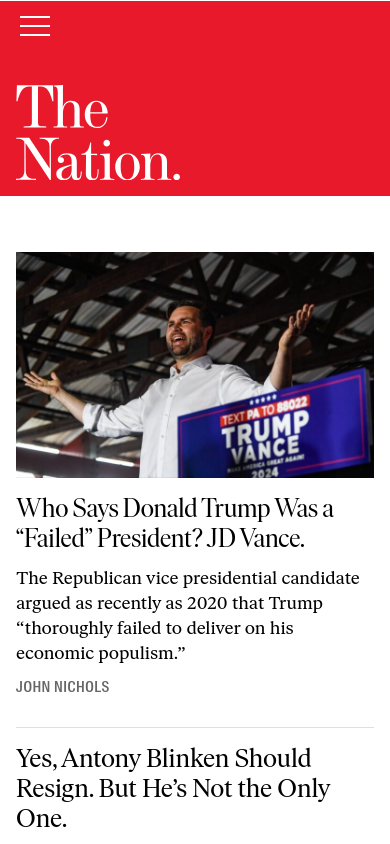 The
Nation.
TEXT PA TO 88022
TRUMP
VANCE
MAKE AMERICA GREAT AGAIN!
2024
Who Says Donald Trump Was a
“Failed” President? JD Vance.
The Republican vice presidential candidate
argued as recently as 2020 that Trump
“thoroughly failed to deliver on his
economic populism.”
JOHN NICHOLS
Yes, Antony Blinken Should
Resign. But He’s Not the Only
One.